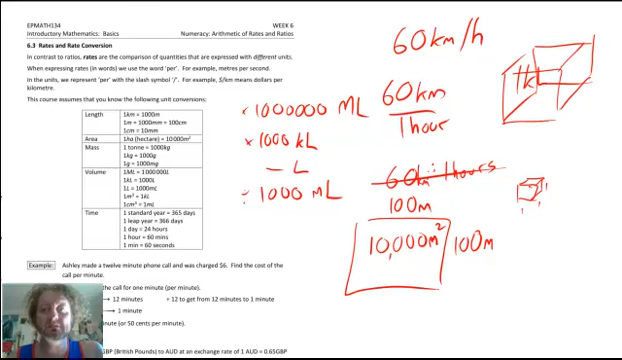 EPMATH134 WEEK 6
Introductory Mathematics: Basics Numeracy: Arithmetic of Rates and Ratios
6.3 Rates and Rate Conversion
In contrast to ratios, rates are the comparison of quantities that are expressed with different units.
When expressing rates (in words) we use the word 'per'. For example, metres per second.
In the units, we represent 'per' with the slash symbol '/'. For example, $/km means dollars per
kilometre.
This course assumes that you know the following unit conversions:
Length 1km = 1000m
1m = 1000mm = 100cm
1cm = 10mm
Area 1ha (hectare) = 10 000m²
Mass 1 tonne = 1000kg
1kg = 1000g
1g = 1000mg
Volume 1ML = 1 000 000L
1kL = 1000L
1L = 1000mL
1m³ = 1kL
1cm³ = 1mL
Time 1 standard year = 365 days
1 leap year = 366 days
1 day = 24 hours
1 hour = 60 mins
1 min = 60 seconds
Example: Ashley made a twelve minute phone call and was charged $6. Find the cost of the
call per minute.
the call for one minute (per minute).
→ 12 minutes ÷ 12 to get from 12 minutes to 1 minute
→ 1 minute
nute (or 50 cents per minute).
GBP (British Pounds) to AUD at an exchange rate of 1 AUD = 0.65GBP
60km/h
60km
1 hour
× 1000000 ML
× 1000 kL
— L
÷ 1000 mL
60km ÷ 1 hours
100m
10,000m² 100m
1kL